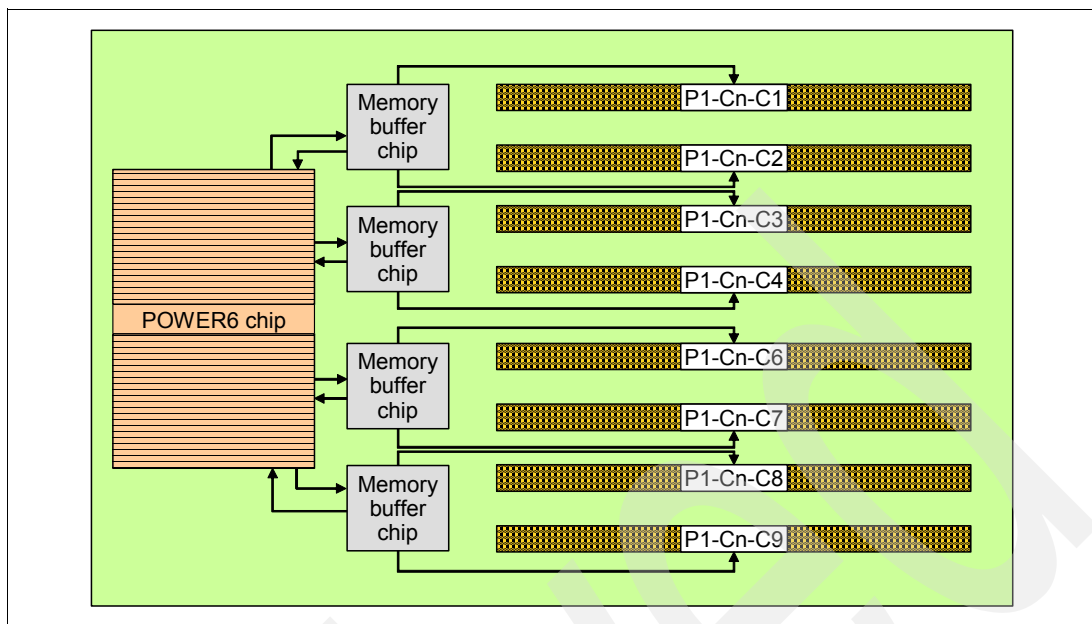 Memory
buffer
chip
P1-Cn-C1
P1-Cn-C2
Memory
buffer
chip
P1-Cn-C3
P1-Cn-C4
POWER6 chip
Memory
buffer
chip
P1-Cn-C6
P1-Cn-C7
Memory
buffer
chip
P1-Cn-C8
P1-Cn-C9